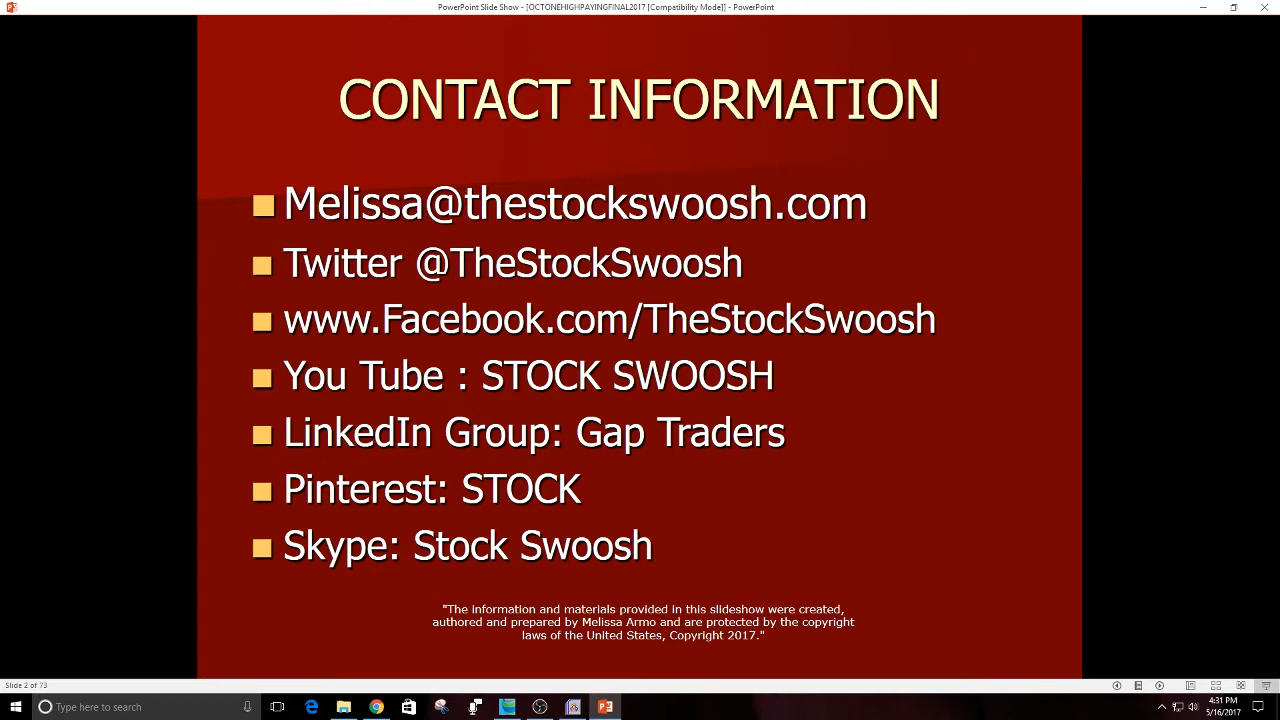 PowerPoint Slide Show - [OCTONEHIGHPAYINGFINAL2017 [Compatibility Mode]] - PowerPoint
CONTACT INFORMATION
Melissa@thestockswoosh.com
Twitter @TheStockSwoosh
www.Facebook.com/TheStockSwoosh
You Tube : STOCK SWOOSH
LinkedIn Group: Gap Traders
Pinterest: STOCK
Skype: Stock Swoosh
"The information and materials provided in this slideshow were created,
authored and prepared by Melissa Armo and are protected by the copyright
laws of the United States, Copyright 2017."
Slide 2 of 73
Type here to search
4:31 PM
5/16/2017